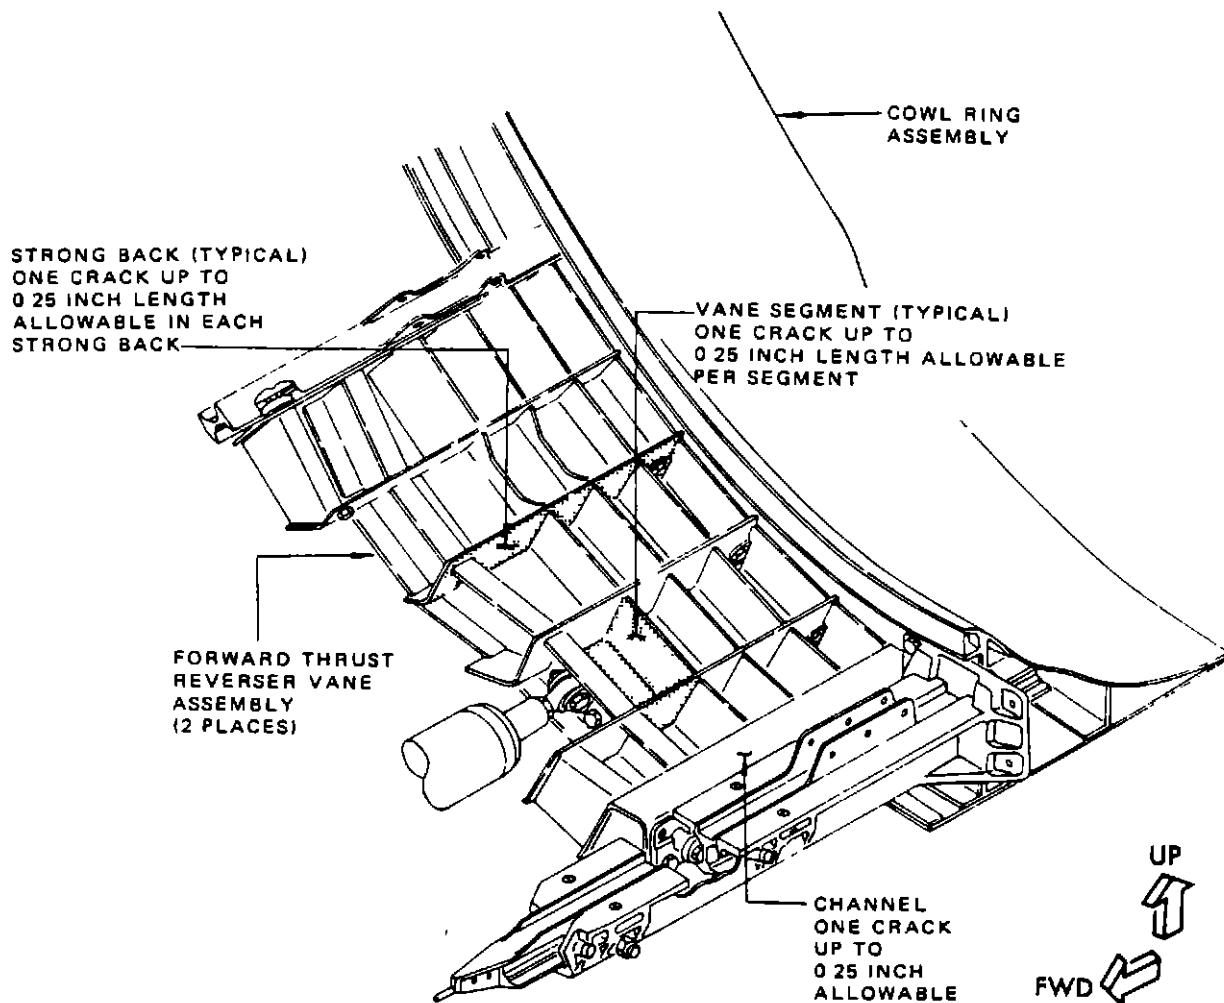 COWL RING
ASSEMBLY
STRONG BACK (TYPICAL)
ONE CRACK UP TO
0 25 INCH LENGTH
ALLOWABLE IN EACH
STRONG BACK
VANE SEGMENT (TYPICAL)
ONE CRACK UP TO
0 25 INCH LENGTH ALLOWABLE
PER SEGMENT
FORWARD THRUST
REVERSER VANE
ASSEMBLY
(2 PLACES)
CHANNEL
ONE CRACK
UP TO
0 25 INCH
ALLOWABLE
UP
FWD